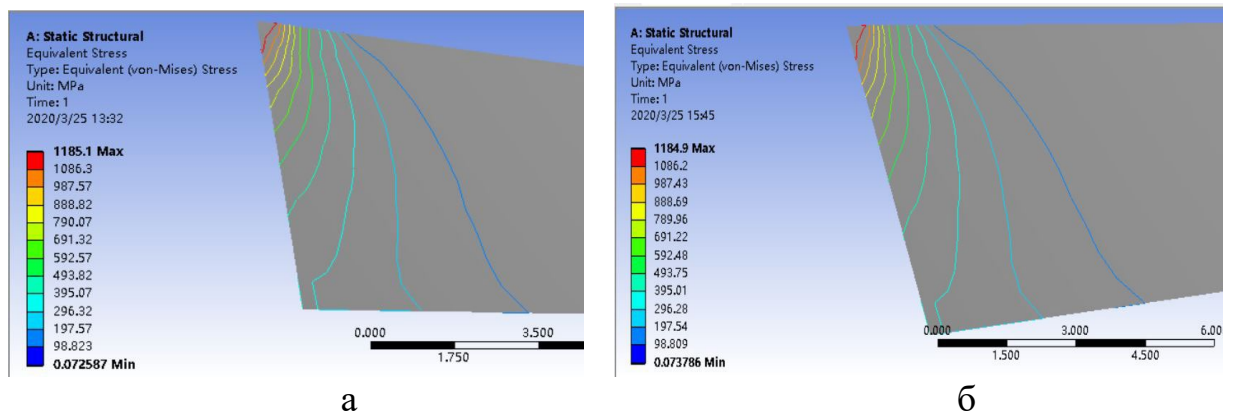 A: Static Structural
Equivalent Stress
Type: Equivalent (von-Mises) Stress
Unit: MPa
Time: 1
2020/3/25 13:32
1185.1 Max
1086.3
987.57
888.82
790.07
691.32
592.57
493.82
395.07
296.32
197.57
98.823
0.072587 Min
0.000
3.500
1.750
а
A: Static Structural
Equivalent Stress
Type: Equivalent (von-Mises) Stress
Unit: MPa
Time: 1
2020/3/25 15:45
1184.9 Max
1086.2
987.43
888.69
789.96
691.22
592.48
493.75
395.01
296.28
197.54
98.809
0.073786 Min
0.000
3.000
6.00
1.500
4.500
б